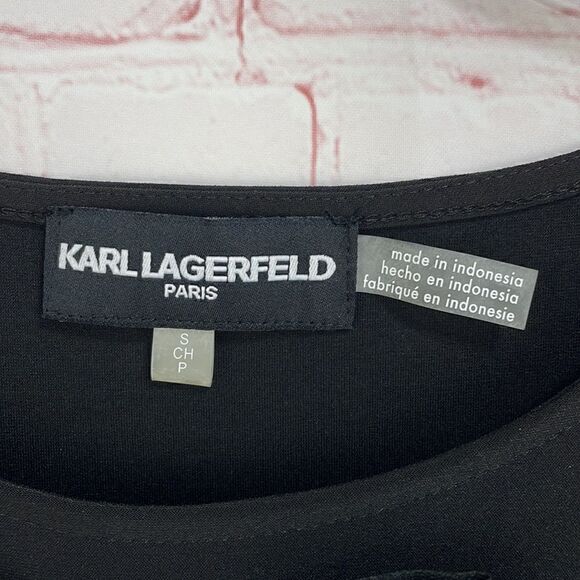 KARL LAGERFELD
PARIS
S
CH
P
made in indonesia
hecho en indonesia
fabriqué en indonesie